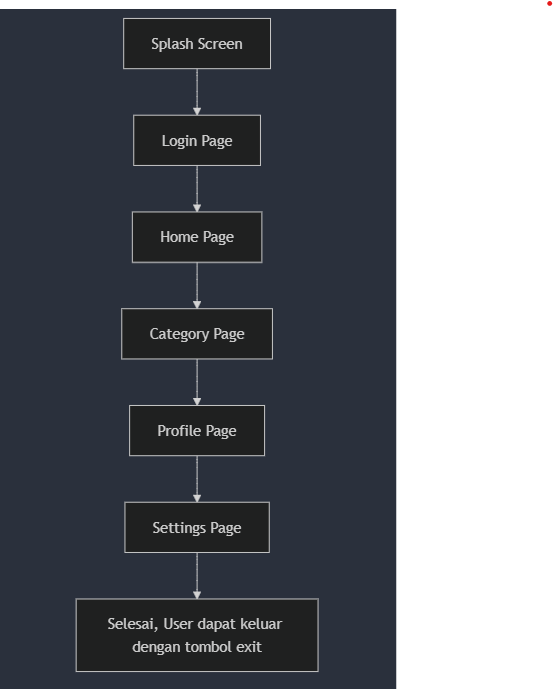 Splash Screen
Login Page
Home Page
Category Page
Profile Page
Settings Page
Selesai, User dapat keluar
dengan tombol exit